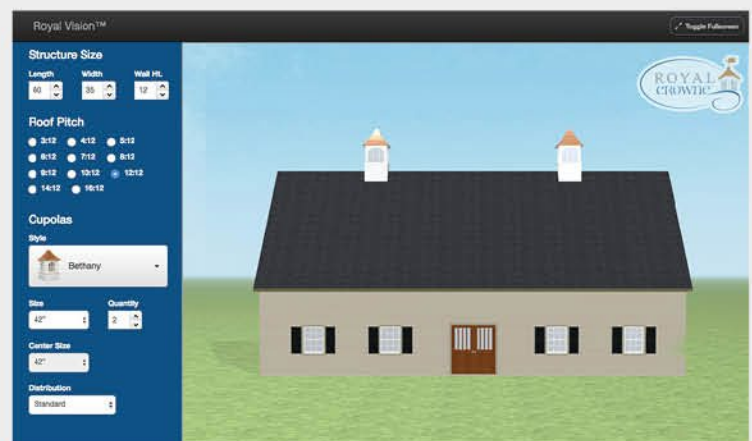 Royal Vision™
Toggle Fullscreen
Structure Size
Length Width Wall Ht.
60 35 12
Roof Pitch
3:12 4:12 5:12
6:12 7:12 8:12
9:12 10:12 12:12
14:12 16:12
Cupolas
Style
Bethany
Size Quantity
42" 2
Center Size
42"
Distribution
Standard
ROYAL
CROWNE